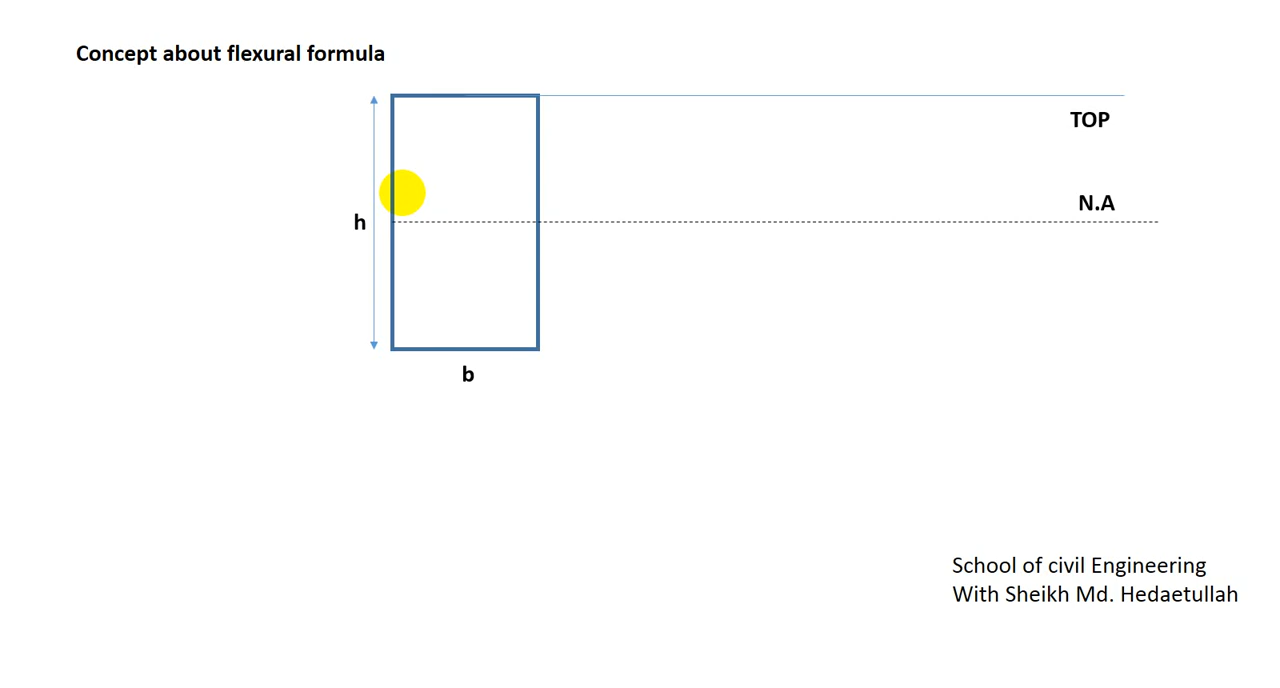 Concept about flexural formula
TOP
N.A
h
b
School of civil Engineering
With Sheikh Md. Hedaetullah